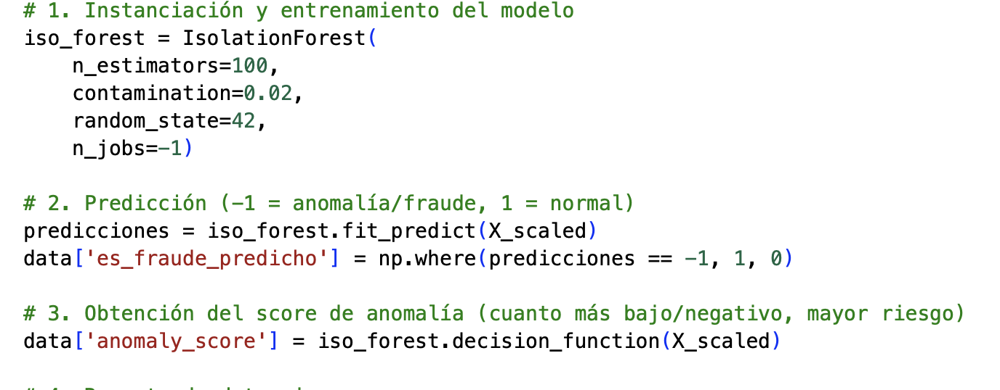 # 1. Instanciación y entrenamiento del modelo
iso_forest = IsolationForest(
    n_estimators=100,
    contamination=0.02,
    random_state=42,
    n_jobs=-1)
# 2. Predicción (-1 = anomalía/fraude, 1 = normal)
predicciones = iso_forest.fit_predict(X_scaled)
data['es_fraude_predicho'] = np.where(predicciones == -1, 1, 0)
# 3. Obtención del score de anomalía (cuanto más bajo/negativo, mayor riesgo)
data['anomaly_score'] = iso_forest.decision_function(X_scaled)